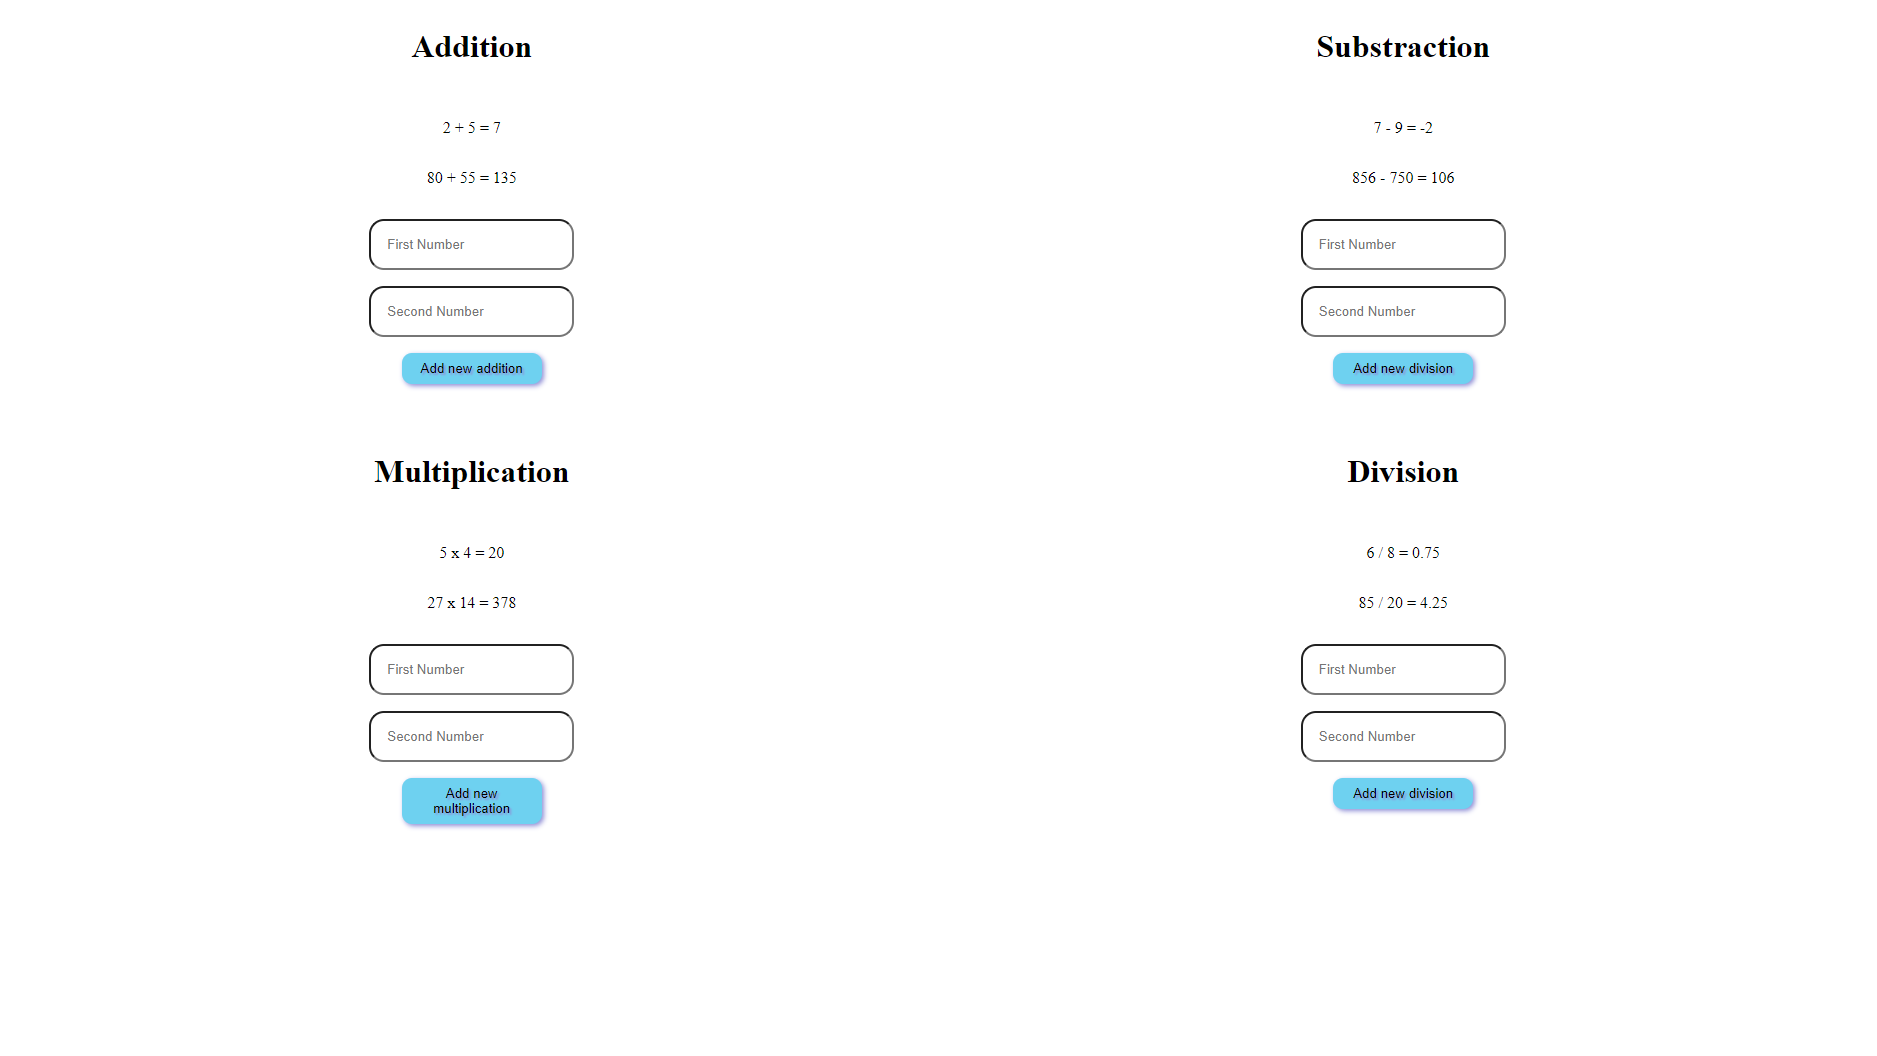 Addition
2 + 5 = 7
80 + 55 = 135
First Number
Second Number
Add new addition
Substraction
7 - 9 = -2
856 - 750 = 106
First Number
Second Number
Add new division
Multiplication
5 x 4 = 20
27 x 14 = 378
First Number
Second Number
Add new
multiplication
Division
6 / 8 = 0.75
85 / 20 = 4.25
First Number
Second Number
Add new division